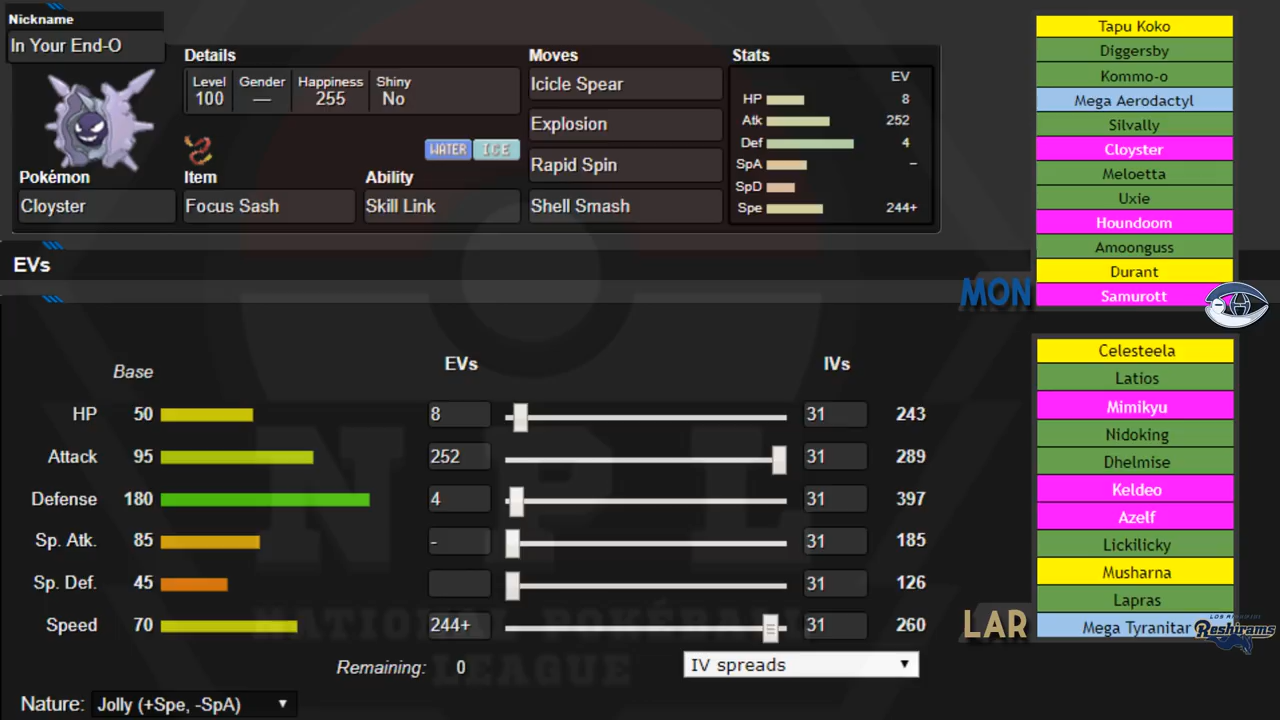 Nickname
In Your End-O
Details
Level
100
Gender
—
Happiness
255
Shiny
No
WATER
ICE
Pokémon
Cloyster
Item
Focus Sash
Ability
Skill Link
Moves
Icicle Spear
Explosion
Rapid Spin
Shell Smash
Stats
EV
HP 8
Atk 252
Def 4
SpA –
SpD
Spe 244+
Tapu Koko
Diggersby
Kommo-o
Mega Aerodactyl
Silvally
Cloyster
Meloetta
Uxie
Houndoom
Amoonguss
Durant
Samurott
MON
EVs
Base EVs IVs
HP 50 8 31 243
Attack 95 252 31 289
Defense 180 4 31 397
Sp. Atk. 85 - 31 185
Sp. Def. 45 31 126
Speed 70 244+ 31 260
Remaining: 0
IV spreads
Nature: Jolly (+Spe, -SpA)
NPL
NATIONAL POKÉBALL
LEAGUE
Celesteela
Latios
Mimikyu
Nidoking
Dhelmise
Keldeo
Azelf
Lickilicky
Musharna
Lapras
Mega Tyranitar
LAR
Reshirams